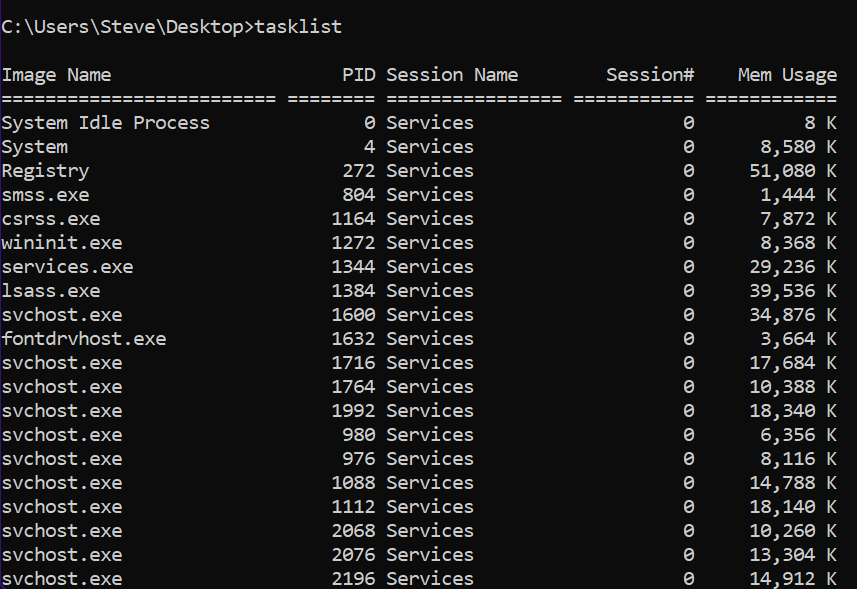 C:\Users\Steve\Desktop>tasklist
Image Name                     PID Session Name        Session#    Mem Usage
========================= ======== ================ =========== ============
System Idle Process              0 Services                   0          8 K
System                           4 Services                   0      8,580 K
Registry                       272 Services                   0     51,080 K
smss.exe                       804 Services                   0      1,444 K
csrss.exe                     1164 Services                   0      7,872 K
wininit.exe                   1272 Services                   0      8,368 K
services.exe                  1344 Services                   0     29,236 K
lsass.exe                     1384 Services                   0     39,536 K
svchost.exe                   1600 Services                   0     34,876 K
fontdrvhost.exe               1632 Services                   0      3,664 K
svchost.exe                   1716 Services                   0     17,684 K
svchost.exe                   1764 Services                   0     10,388 K
svchost.exe                   1992 Services                   0     18,340 K
svchost.exe                    980 Services                   0      6,356 K
svchost.exe                    976 Services                   0      8,116 K
svchost.exe                   1088 Services                   0     14,788 K
svchost.exe                   1112 Services                   0     18,140 K
svchost.exe                   2068 Services                   0     10,260 K
svchost.exe                   2076 Services                   0     13,304 K
svchost.exe                   2196 Services                   0     14,912 K